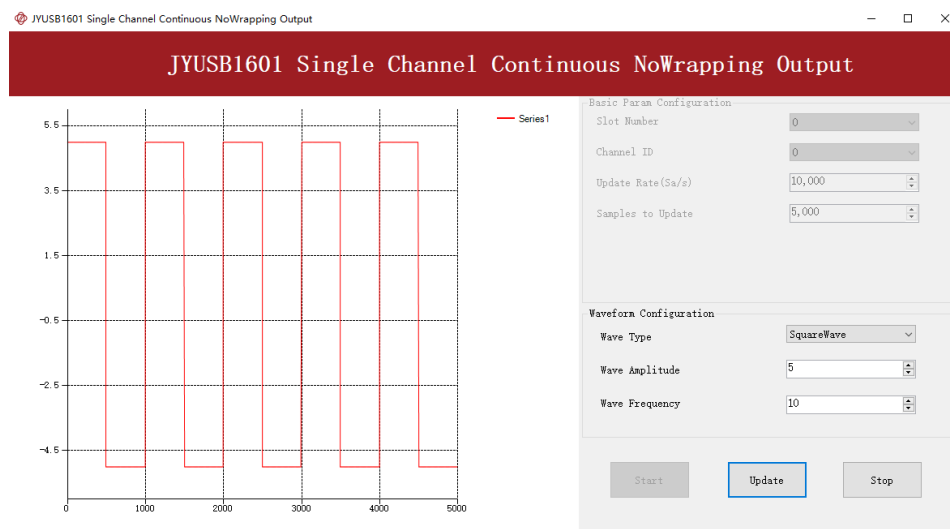 JYUSB1601 Single Channel Continuous NoWrapping Output
JYUSB1601 Single Channel Continuous NoWrapping Output
5.5
3.5
1.5
-0.5
-2.5
-4.5
0
1000
2000
3000
4000
5000
Series1
Basic Param Configuration
Slot Number
0
Channel ID
0
Update Rate(Sa/s)
10,000
Samples to Update
5,000
Waveform Configuration
Wave Type
SquareWave
Wave Amplitude
5
Wave Frequency
10
Start
Update
Stop